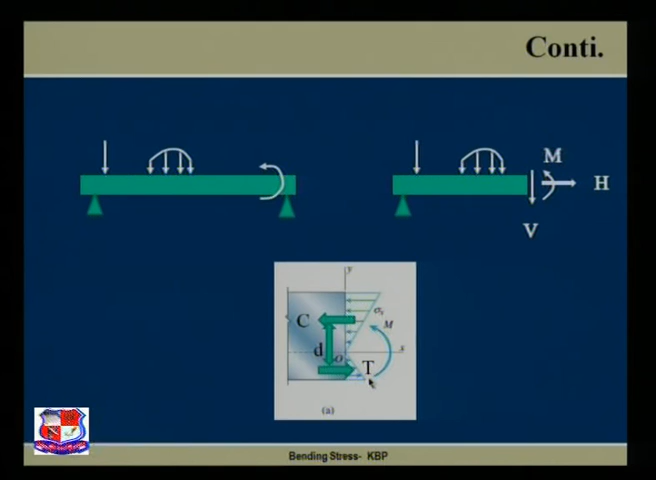 Conti.
M
H
V
y
σx
C
M
d
O
x
T
(a)
Bending Stress- KBP